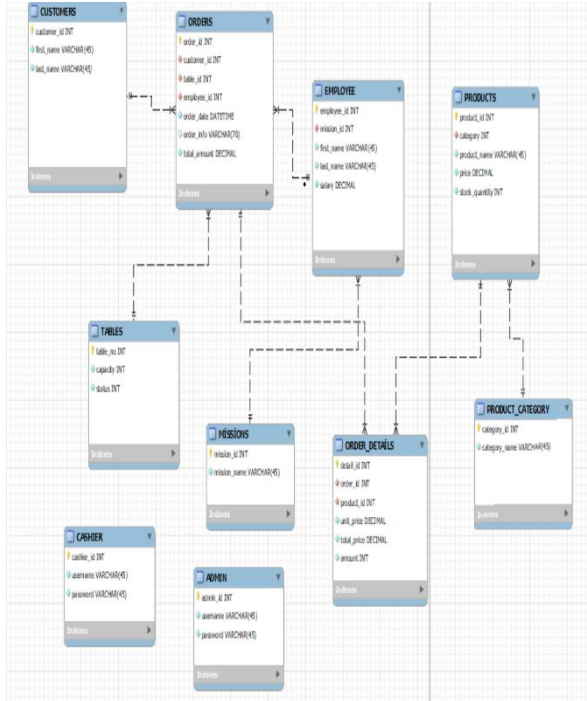 CUSTOMERS
customer_id INT
first_name VARCHAR(45)
last_name VARCHAR(45)
Indexes
ORDERS
order_id INT
customer_id INT
table_id INT
employee_id INT
order_date DATETIME
order_info VARCHAR(70)
total_amount DECIMAL
Indexes
EMPLOYEE
employee_id INT
mission_id INT
first_name VARCHAR(45)
last_name VARCHAR(45)
salary DECIMAL
Indexes
PRODUCTS
product_id INT
category INT
product_name VARCHAR(45)
price DECIMAL
stock_quantity INT
Indexes
TABLES
table_no INT
capacity INT
status INT
Indexes
MISSIONS
mission_id INT
mission_name VARCHAR(45)
Indexes
ORDER_DETAILS
detail_id INT
order_id INT
product_id INT
unit_price DECIMAL
total_price DECIMAL
amount INT
Indexes
PRODUCT_CATEGORY
category_id INT
category_name VARCHAR(45)
Indexes
CASHIER
cashier_id INT
username VARCHAR(45)
password VARCHAR(45)
Indexes
ADMIN
admin_id INT
username VARCHAR(45)
password VARCHAR(45)
Indexes